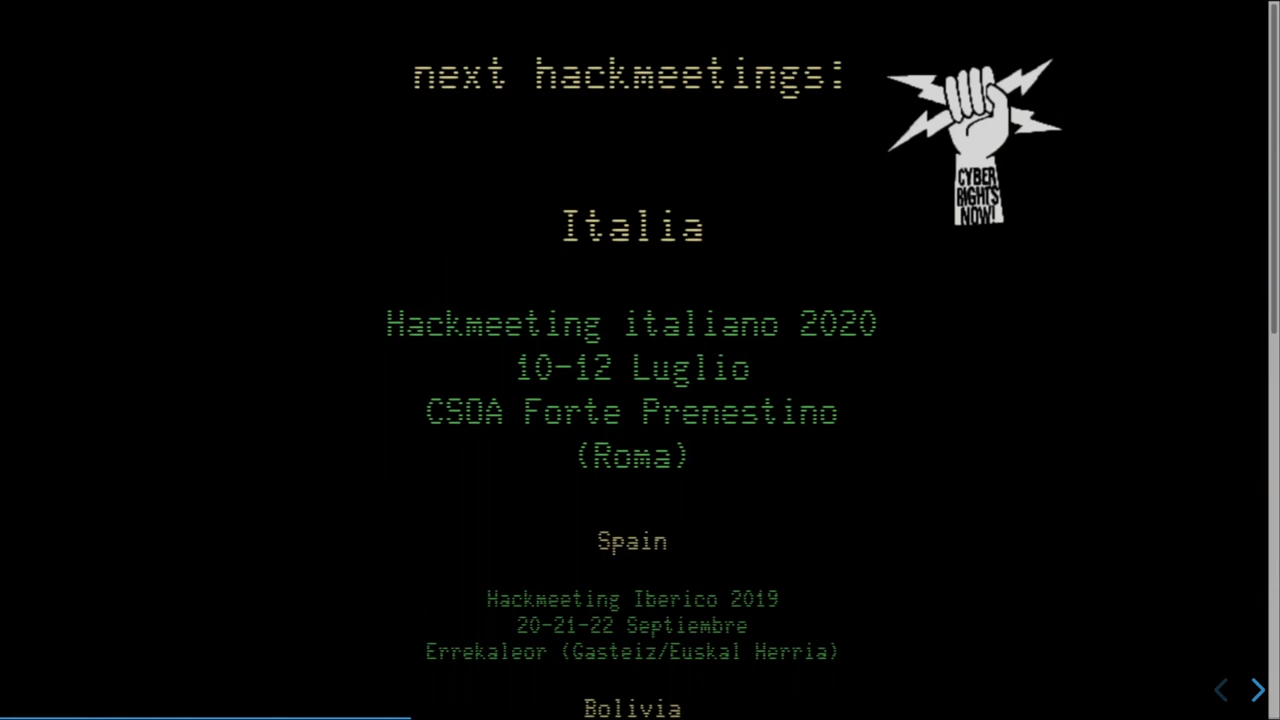 next hackmeetings:
CYBER
RIGHTS
NOW!
Italia
Hackmeeting italiano 2020
10-12 Luglio
CSOA Forte Prenestino
(Roma)
Spain
Hackmeeting Iberico 2019
20-21-22 Septiembre
Errekaleor (Gasteiz/Euskal Herria)
Bolivia